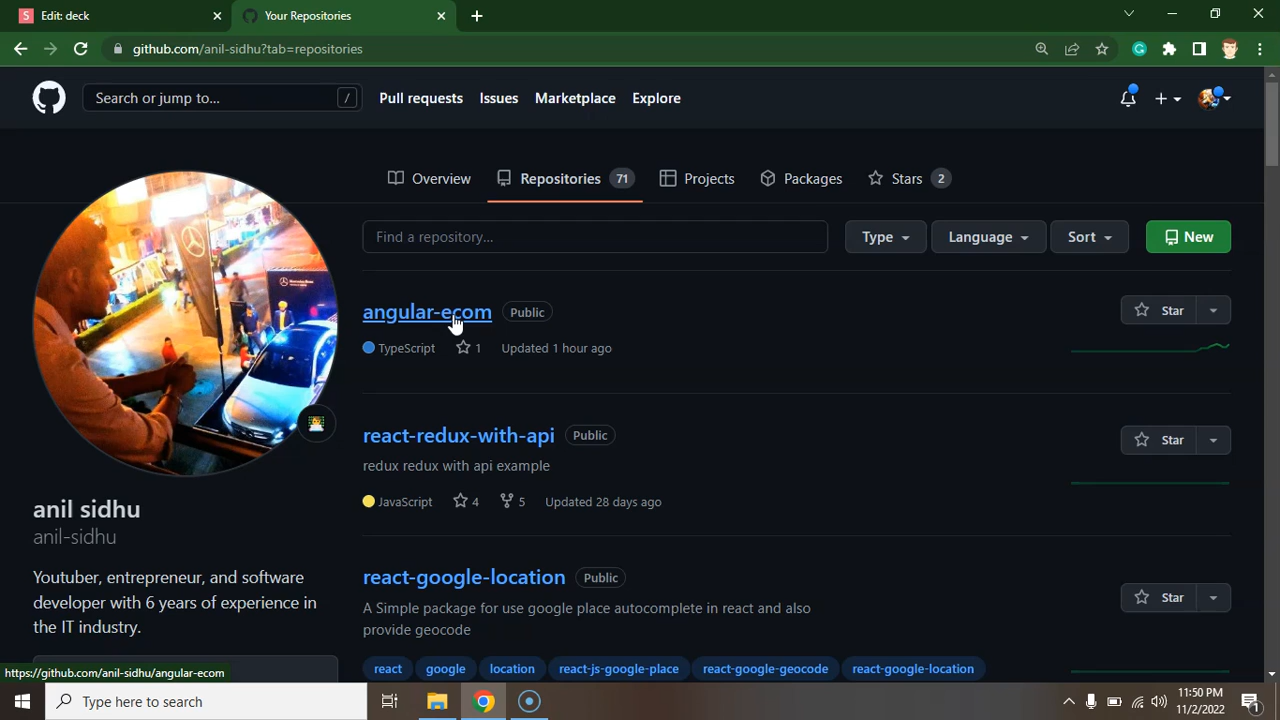 Edit: deck
Your Repositories
github.com/anil-sidhu?tab=repositories
Search or jump to...
/
Pull requests
Issues
Marketplace
Explore
Overview
Repositories 71
Projects
Packages
Stars 2
Find a repository...
Type
Language
Sort
New
angular-ecom Public
Star
TypeScript 1 Updated 1 hour ago
react-redux-with-api Public
Star
redux redux with api example
JavaScript 4 5 Updated 28 days ago
react-google-location Public
Star
A Simple package for use google place autocomplete in react and also
provide geocode
react google location react-js-google-place react-google-geocode react-google-location
anil sidhu
anil-sidhu
Youtuber, entrepreneur, and software
developer with 6 years of experience in
the IT industry.
https://github.com/anil-sidhu/angular-ecom
Type here to search
11:50 PM
11/2/2022
1